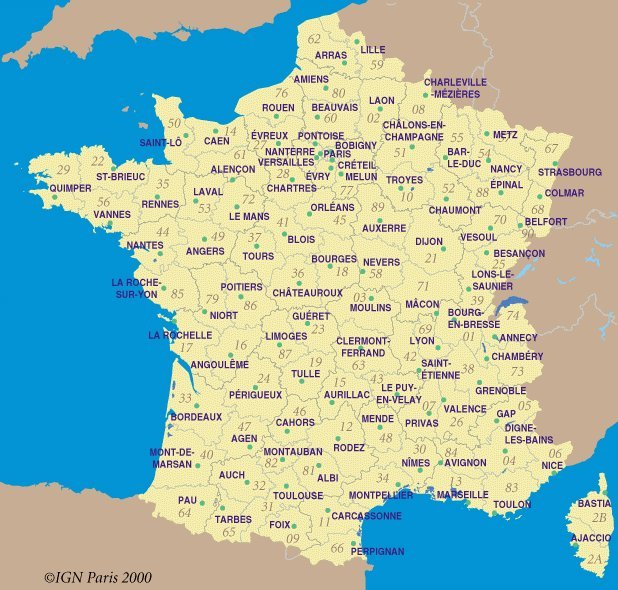 62
LILLE
ARRAS
59
AMIENS
80
CHARLEVILLE
-MÉZIÈRES
76
ROUEN
BEAUVAIS
60
LAON
02
08
50
SAINT-LÔ
14
CAEN
ÉVREUX
27
PONTOISE
BOBIGNY
NANTERRE
PARIS
VERSAILLES
CRÉTEIL
ÉVRY
MELUN
77
CHÂLONS-EN-
CHAMPAGNE
51
55
BAR-
LE-DUC
METZ
54
NANCY
67
STRASBOURG
29
QUIMPER
22
ST-BRIEUC
61
ALENÇON
28
CHARTRES
TROYES
10
52
CHAUMONT
88
ÉPINAL
COLMAR
68
56
VANNES
35
RENNES
LAVAL
53
72
LE MANS
ORLÉANS
45
89
AUXERRE
70
VESOUL
BELFORT
90
44
NANTES
49
ANGERS
37
TOURS
41
BLOIS
BOURGES
18
58
NEVERS
DIJON
21
BESANÇON
25
LA ROCHE-
SUR-YON
85
79
NIORT
POITIERS
86
36
CHÂTEAUROUX
03
MOULINS
71
MÂCON
39
LONS-LE-
SAUNIER
BOURG-
EN-BRESSE
01
74
ANNECY
LA ROCHELLE
17
16
ANGOULÊME
LIMOGES
87
GUÉRET
23
CLERMONT-
FERRAND
63
69
LYON
42
SAINT-
ÉTIENNE
38
CHAMBÉRY
73
GRENOBLE
24
PÉRIGUEUX
19
TULLE
15
AURILLAC
43
LE PUY-
EN-VELAY
07
PRIVAS
VALENCE
26
05
GAP
33
BORDEAUX
46
CAHORS
MENDE
48
DIGNE-
LES-BAINS
04
47
AGEN
12
RODEZ
MONT-DE-
MARSAN
40
MONTAUBAN
82
81
ALBI
30
NÎMES
84
AVIGNON
06
NICE
AUCH
32
TOULOUSE
31
34
MONTPELLIER
13
MARSEILLE
83
TOULON
PAU
64
TARBES
65
FOIX
09
11
CARCASSONNE
66
PERPIGNAN
BASTIA
2B
AJACCIO
2A
©IGN Paris 2000